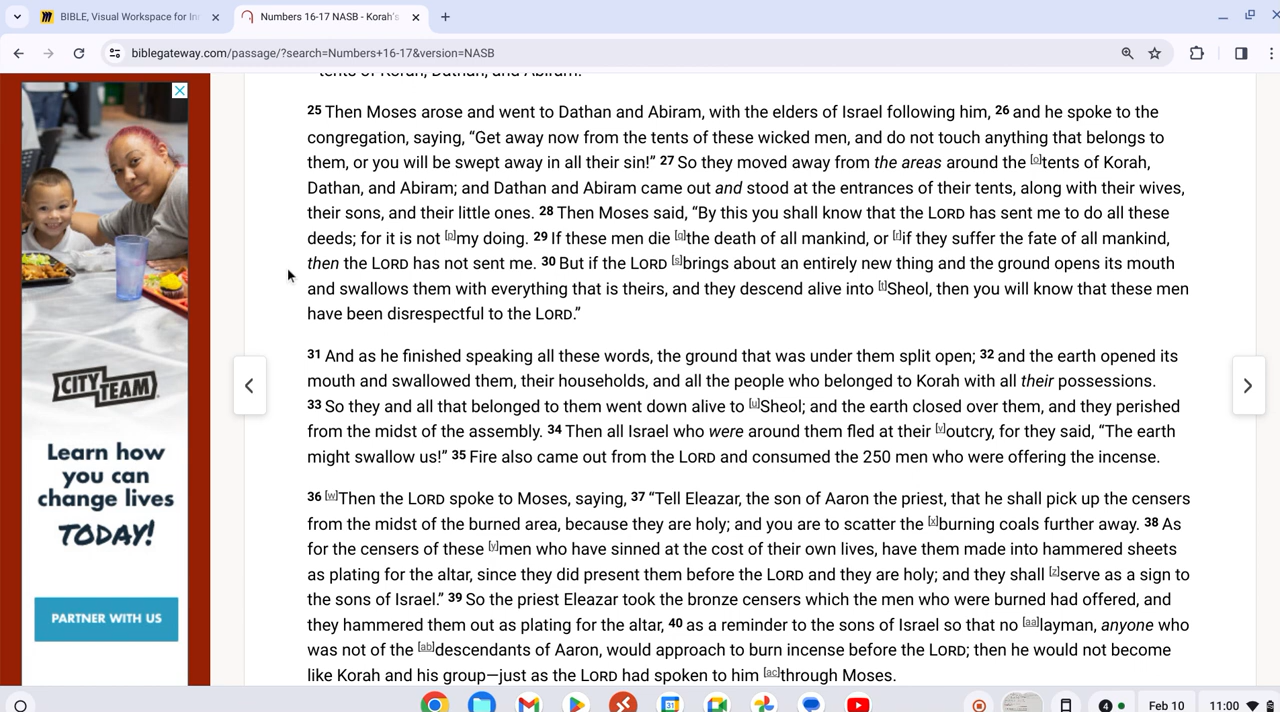 BIBLE, Visual Workspace for In
Numbers 16-17 NASB - Korah's
biblegateway.com/passage/?search=Numbers+16-17&version=NASB
tents of Korah, Dathan, and Abiram.
25 Then Moses arose and went to Dathan and Abiram, with the elders of Israel following him, 26 and he spoke to the
congregation, saying, “Get away now from the tents of these wicked men, and do not touch anything that belongs to
them, or you will be swept away in all their sin!” 27 So they moved away from the areas around the [o]tents of Korah,
Dathan, and Abiram; and Dathan and Abiram came out and stood at the entrances of their tents, along with their wives,
their sons, and their little ones. 28 Then Moses said, “By this you shall know that the LORD has sent me to do all these
deeds; for it is not [p]my doing. 29 If these men die [q]the death of all mankind, or [r]if they suffer the fate of all mankind,
then the LORD has not sent me. 30 But if the LORD [s]brings about an entirely new thing and the ground opens its mouth
and swallows them with everything that is theirs, and they descend alive into [t]Sheol, then you will know that these men
have been disrespectful to the LORD.”
31 And as he finished speaking all these words, the ground that was under them split open; 32 and the earth opened its
mouth and swallowed them, their households, and all the people who belonged to Korah with all their possessions.
33 So they and all that belonged to them went down alive to [u]Sheol; and the earth closed over them, and they perished
from the midst of the assembly. 34 Then all Israel who were around them fled at their [v]outcry, for they said, “The earth
might swallow us!” 35 Fire also came out from the LORD and consumed the 250 men who were offering the incense.
36 [w]Then the LORD spoke to Moses, saying, 37 “Tell Eleazar, the son of Aaron the priest, that he shall pick up the censers
from the midst of the burned area, because they are holy; and you are to scatter the [x]burning coals further away. 38 As
for the censers of these [y]men who have sinned at the cost of their own lives, have them made into hammered sheets
as plating for the altar, since they did present them before the LORD and they are holy; and they shall [z]serve as a sign to
the sons of Israel.” 39 So the priest Eleazar took the bronze censers which the men who were burned had offered, and
they hammered them out as plating for the altar, 40 as a reminder to the sons of Israel so that no [aa]layman, anyone who
was not of the [ab]descendants of Aaron, would approach to burn incense before the LORD; then he would not become
like Korah and his group—just as the LORD had spoken to him [ac]through Moses.
CITYTEAM
Learn how
you can
change lives
TODAY!
PARTNER WITH US
31
4
Feb 10
11:00